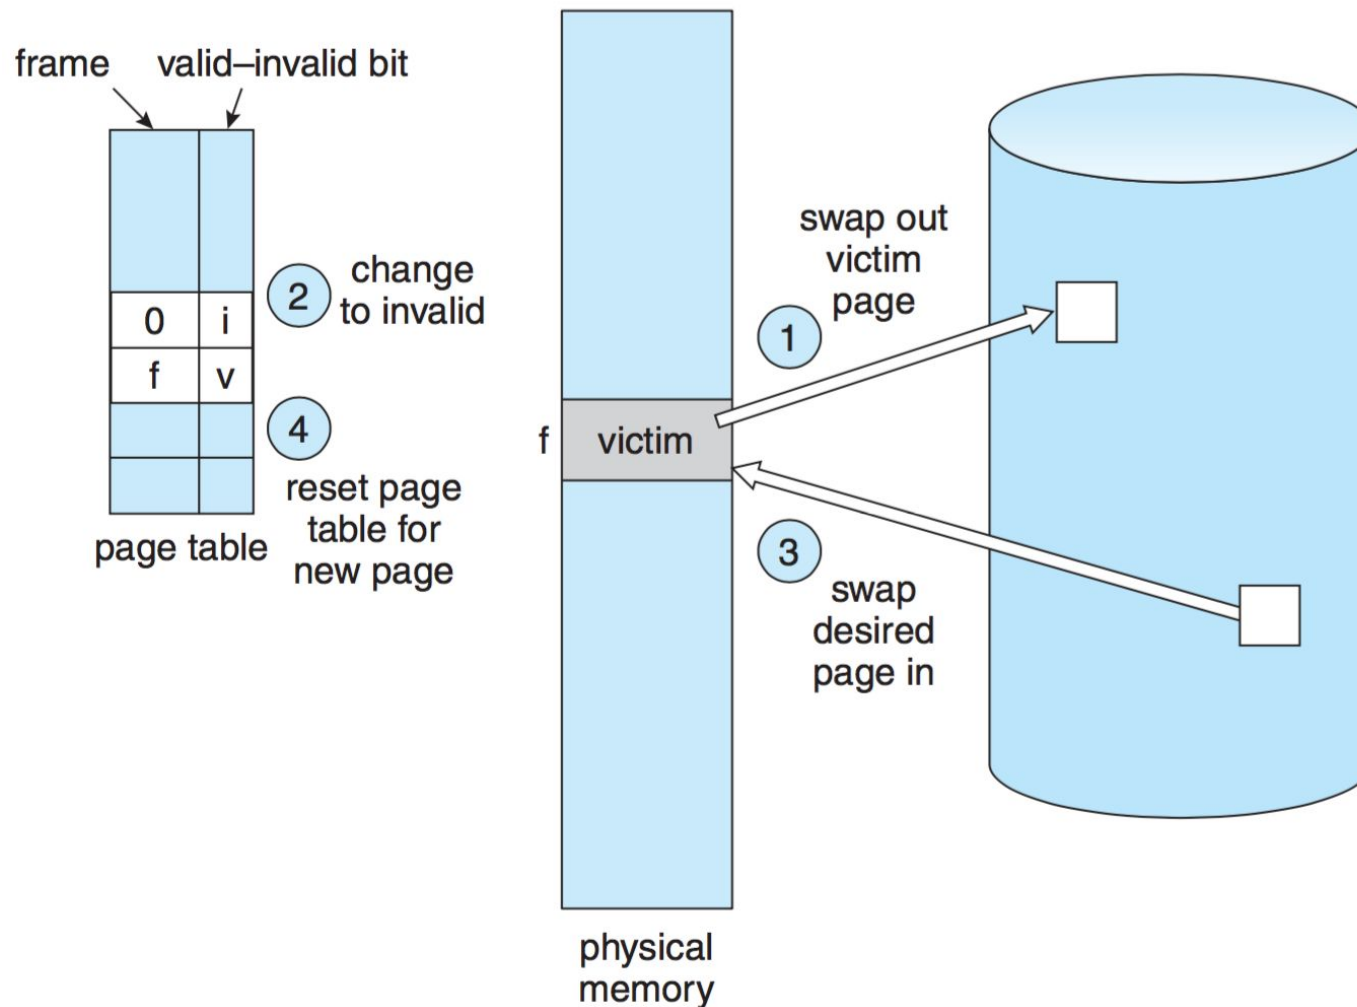 frame
valid–invalid bit
0
i
f
v
2
change
to invalid
4
reset page
table for
new page
page table
f
victim
physical
memory
swap out
victim
page
1
3
swap
desired
page in